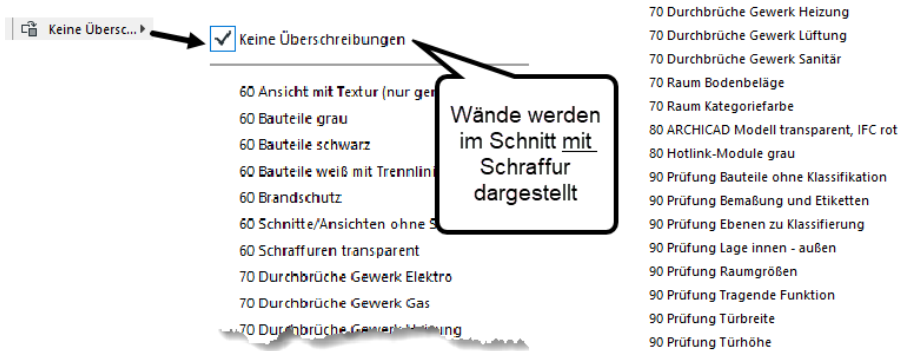 Keine Übersc...
Keine Überschreibungen
60 Ansicht mit Textur (nur ger
60 Bauteile grau
60 Bauteile schwarz
60 Bauteile weiß mit Trennlini
60 Brandschutz
60 Schnitte/Ansichten ohne S
60 Schraffuren transparent
70 Durchbrüche Gewerk Elektro
70 Durchbrüche Gewerk Gas
70 Durchbrüche Gewerk Heizung
Wände werden
im Schnitt mit
Schraffur
dargestellt
70 Durchbrüche Gewerk Heizung
70 Durchbrüche Gewerk Lüftung
70 Durchbrüche Gewerk Sanitär
70 Raum Bodenbeläge
70 Raum Kategoriefarbe
80 ARCHICAD Modell transparent, IFC rot
80 Hotlink-Module grau
90 Prüfung Bauteile ohne Klassifikation
90 Prüfung Bemaßung und Etiketten
90 Prüfung Ebenen zu Klassifierung
90 Prüfung Lage innen - außen
90 Prüfung Raumgrößen
90 Prüfung Tragende Funktion
90 Prüfung Türbreite
90 Prüfung Türhöhe